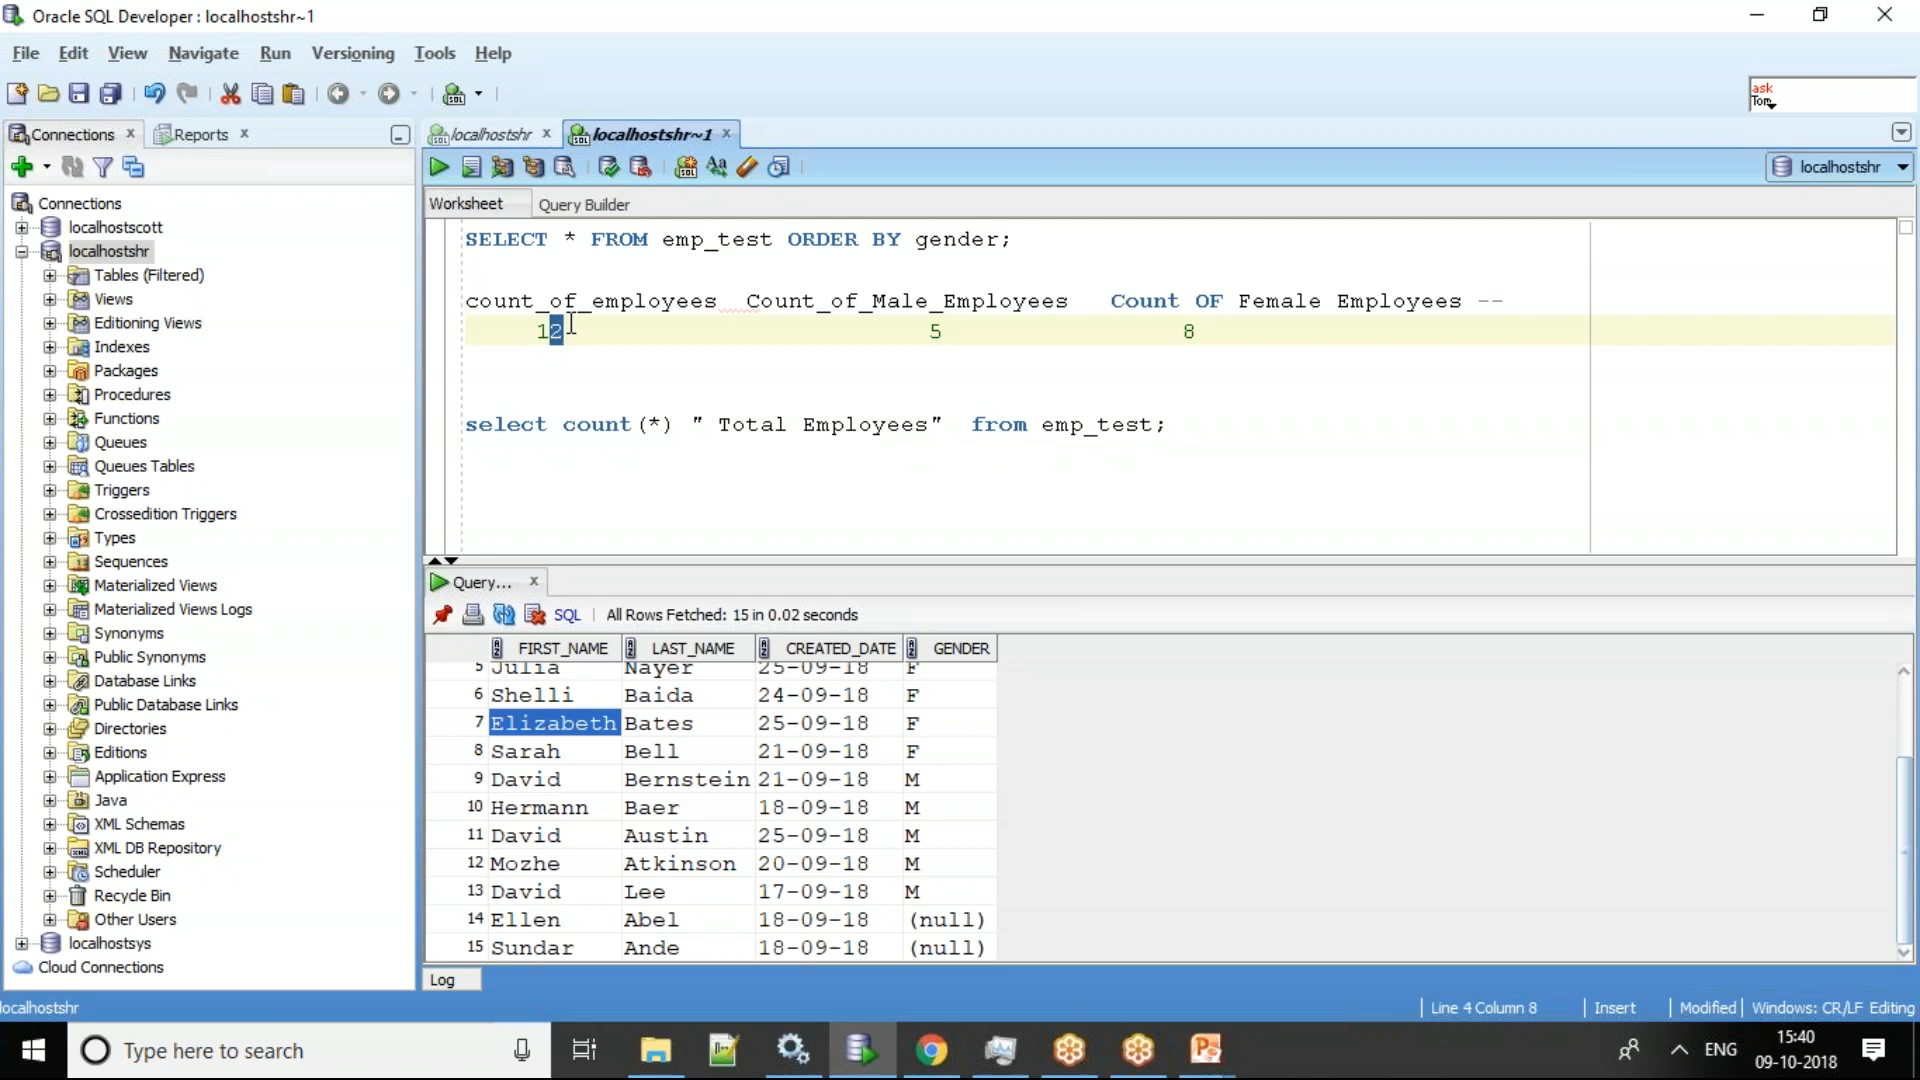 Oracle SQL Developer : localhostshr~1
File Edit View Navigate Run Versioning Tools Help
ask
Tom
Connections Reports
localhostshr localhostshr~1
localhostshr
Worksheet Query Builder
Connections
localhostscott
localhostshr
Tables (Filtered)
Views
Editioning Views
Indexes
Packages
Procedures
Functions
Queues
Queues Tables
Triggers
Crossedition Triggers
Types
Sequences
Materialized Views
Materialized Views Logs
Synonyms
Public Synonyms
Database Links
Public Database Links
Directories
Editions
Application Express
Java
XML Schemas
XML DB Repository
Scheduler
Recycle Bin
Other Users
localhostsys
Cloud Connections
SELECT * FROM emp_test ORDER BY gender;
count_of_employees Count_of_Male_Employees Count OF Female Employees --
12 5 8
select count(*) " Total Employees" from emp_test;
Query...
SQL | All Rows Fetched: 15 in 0.02 seconds
FIRST_NAME LAST_NAME CREATED_DATE GENDER
5 Julia Nayer 25-09-18 F
6 Shelli Baida 24-09-18 F
7 Elizabeth Bates 25-09-18 F
8 Sarah Bell 21-09-18 F
9 David Bernstein 21-09-18 M
10 Hermann Baer 18-09-18 M
11 David Austin 25-09-18 M
12 Mozhe Atkinson 20-09-18 M
13 David Lee 17-09-18 M
14 Ellen Abel 18-09-18 (null)
15 Sundar Ande 18-09-18 (null)
Log
localhostshr
Line 4 Column 8 Insert Modified Windows: CR/LF Editing
Type here to search
ENG
15:40
09-10-2018